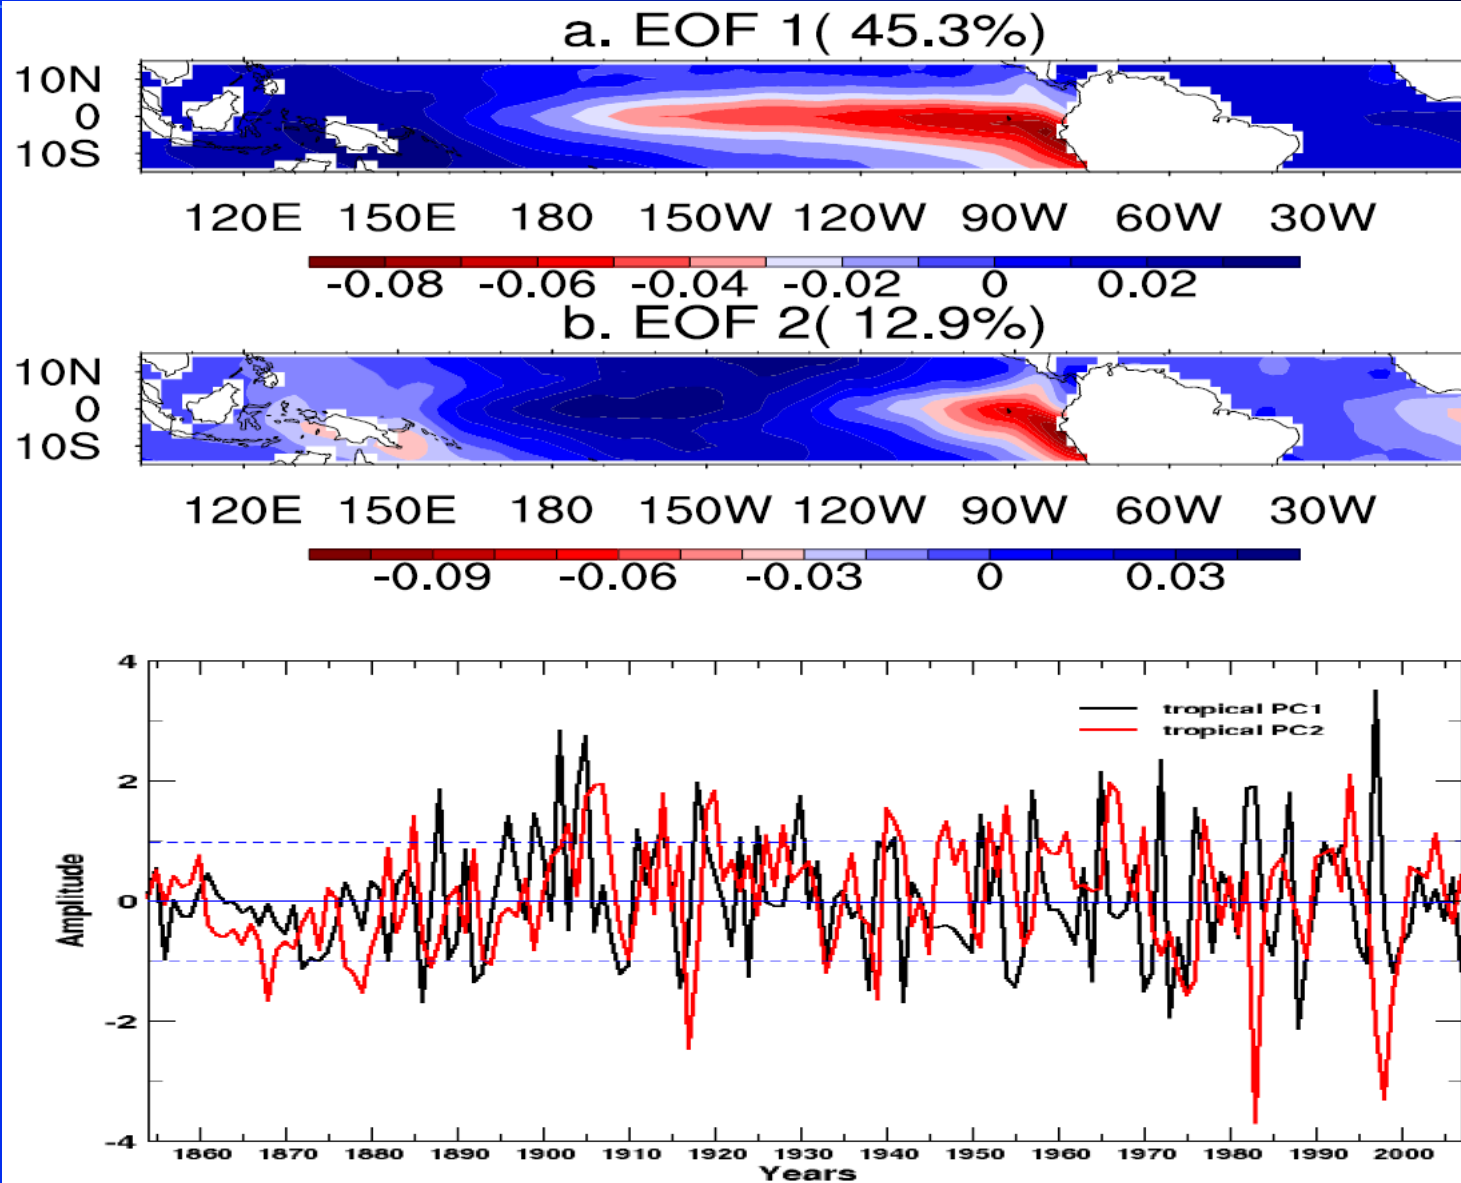 a. EOF 1( 45.3%)
10N
0
10S
120E 150E 180 150W 120W 90W 60W 30W
-0.08 -0.06 -0.04 -0.02 0 0.02
b. EOF 2( 12.9%)
10N
0
10S
120E 150E 180 150W 120W 90W 60W 30W
-0.09 -0.06 -0.03 0 0.03
4
tropical PC1
tropical PC2
2
0
Amplitude
-2
-4
1860 1870 1880 1890 1900 1910 1920 1930 1940 1950 1960 1970 1980 1990 2000
Years